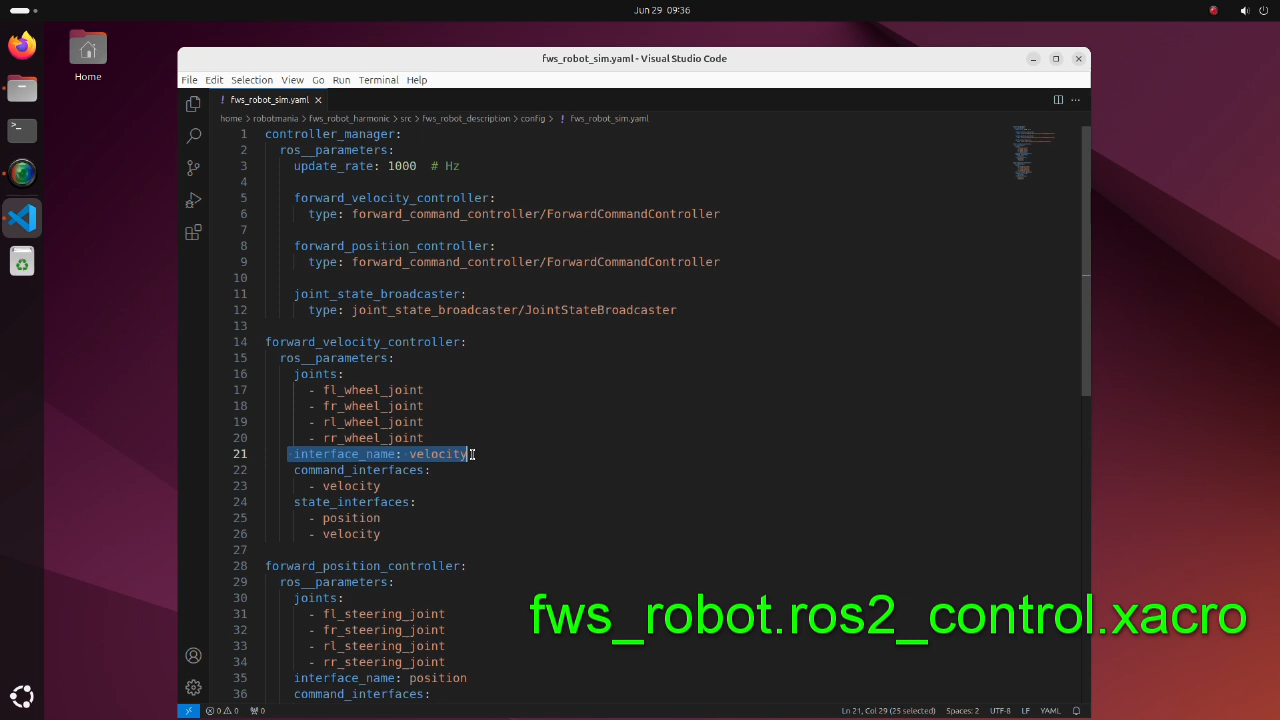 Jun 29 09:36
Home
fws_robot_sim.yaml - Visual Studio Code
File Edit Selection View Go Run Terminal Help
! fws_robot_sim.yaml
home > robotmania > fws_robot_harmonic > src > fws_robot_description > config > ! fws_robot_sim.yaml
1 controller_manager:
2 ros__parameters:
3 update_rate: 1000 # Hz
4
5 forward_velocity_controller:
6 type: forward_command_controller/ForwardCommandController
7
8 forward_position_controller:
9 type: forward_command_controller/ForwardCommandController
10
11 joint_state_broadcaster:
12 type: joint_state_broadcaster/JointStateBroadcaster
13
14 forward_velocity_controller:
15 ros__parameters:
16 joints:
17 - fl_wheel_joint
18 - fr_wheel_joint
19 - rl_wheel_joint
20 - rr_wheel_joint
21 interface_name: velocity
22 command_interfaces:
23 - velocity
24 state_interfaces:
25 - position
26 - velocity
27
28 forward_position_controller:
29 ros__parameters:
30 joints:
31 - fl_steering_joint
32 - fr_steering_joint
33 - rl_steering_joint
34 - rr_steering_joint
35 interface_name: position
36 command_interfaces:
fws_robot.ros2_control.xacro
0 0 0 Ln 21, Col 29 (25 selected) Spaces: 2 UTF-8 LF YAML